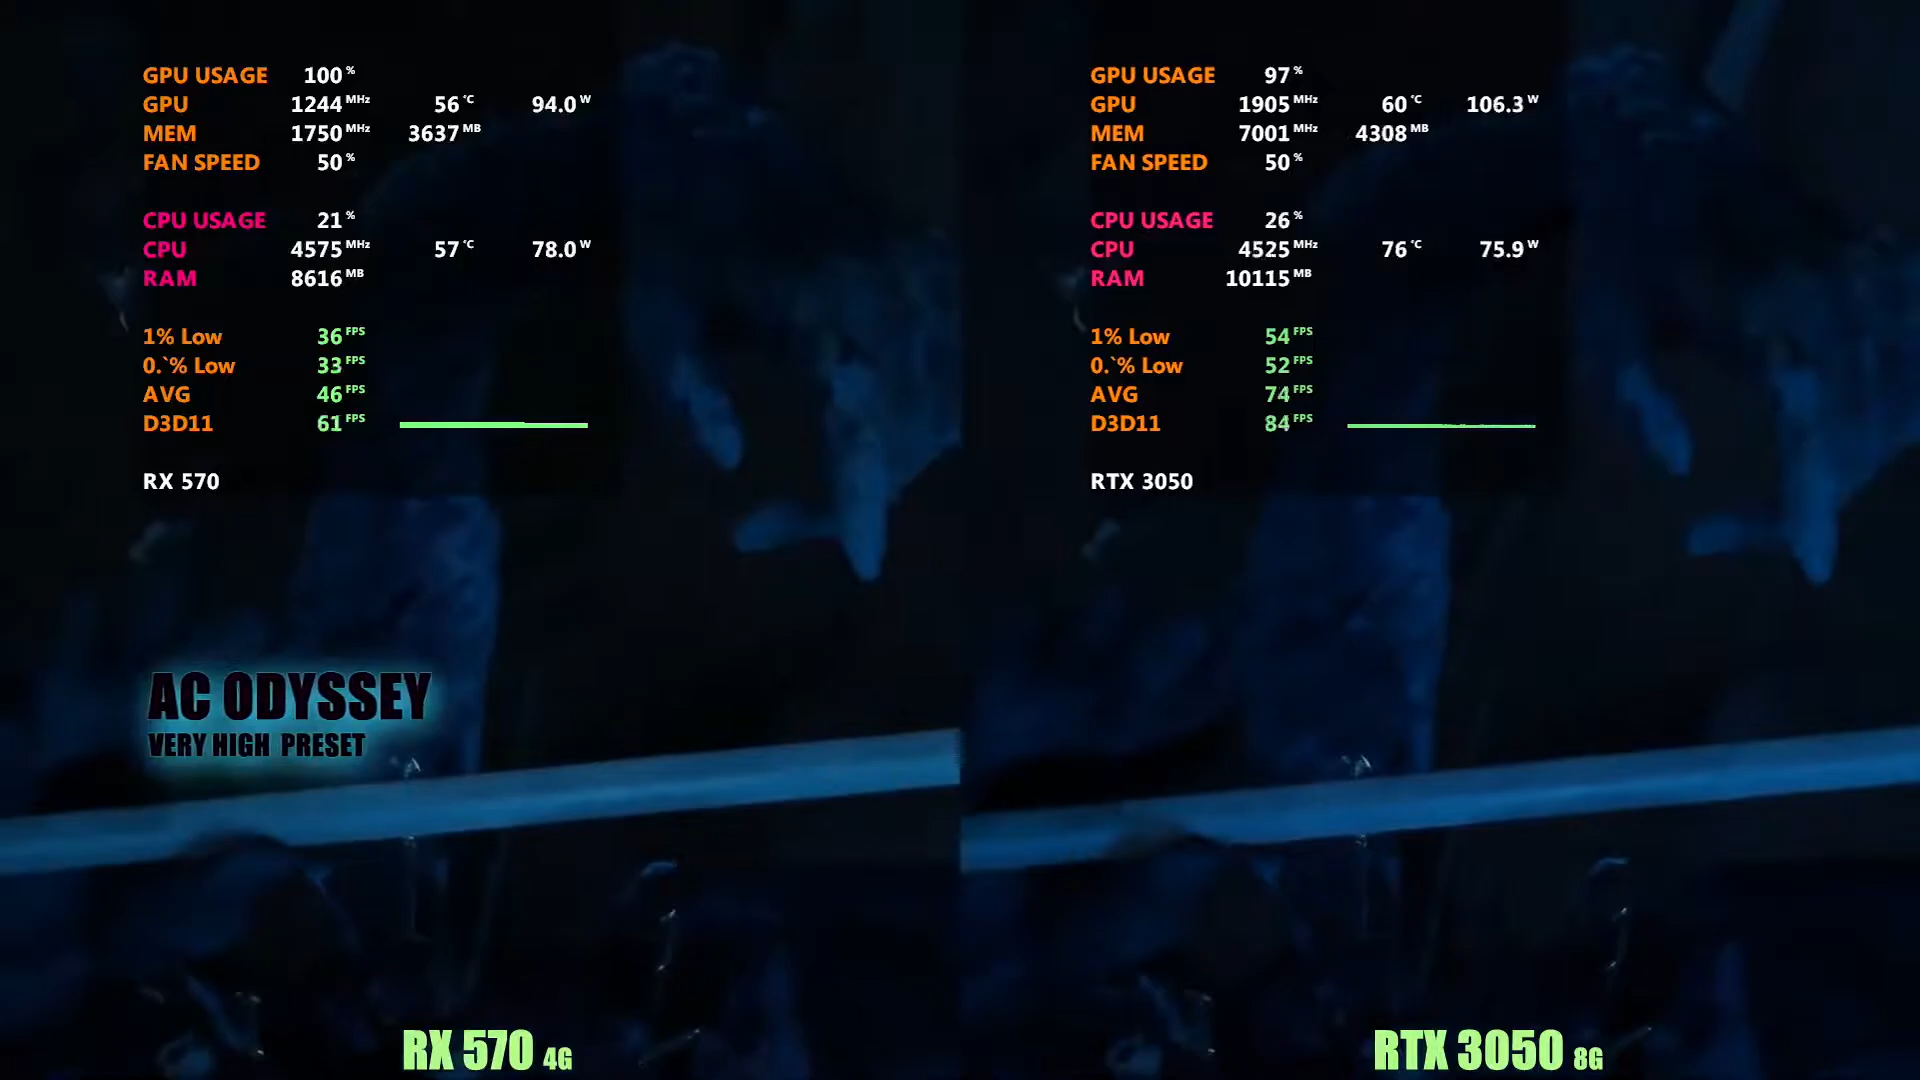 GPU USAGE 100 %
GPU 1244 MHz 56 °C 94.0 W
MEM 1750 MHz 3637 MB
FAN SPEED 50 %
CPU USAGE 21 %
CPU 4575 MHz 57 °C 78.0 W
RAM 8616 MB
1% Low 36 FPS
0.`% Low 33 FPS
AVG 46 FPS
D3D11 61 FPS
RX 570
AC ODYSSEY
VERY HIGH PRESET
RX 570 4G
GPU USAGE 97 %
GPU 1905 MHz 60 °C 106.3 W
MEM 7001 MHz 4308 MB
FAN SPEED 50 %
CPU USAGE 26 %
CPU 4525 MHz 76 °C 75.9 W
RAM 10115 MB
1% Low 54 FPS
0.`% Low 52 FPS
AVG 74 FPS
D3D11 84 FPS
RTX 3050
RTX 3050 8G